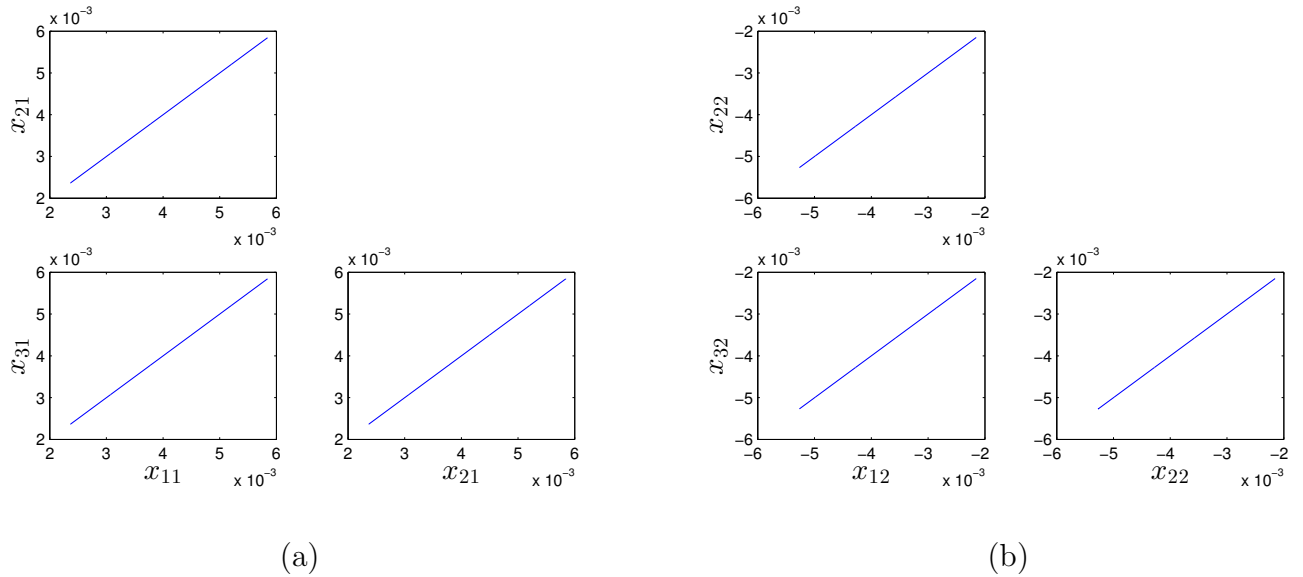 x 10⁻³
6
5
4
3
2
x₂₁
2 3 4 5 6
x 10⁻³
x 10⁻³
6
5
4
3
2
x₃₁
2 3 4 5 6
x₁₁ x 10⁻³
x 10⁻³
6
5
4
3
2
2 3 4 5 6
x₂₁ x 10⁻³
(a)
x 10⁻³
−2
−3
−4
−5
−6
x₂₂
−6 −5 −4 −3 −2
x 10⁻³
x 10⁻³
−2
−3
−4
−5
−6
x₃₂
−6 −5 −4 −3 −2
x₁₂ x 10⁻³
x 10⁻³
−2
−3
−4
−5
−6
−6 −5 −4 −3 −2
x₂₂ x 10⁻³
(b)